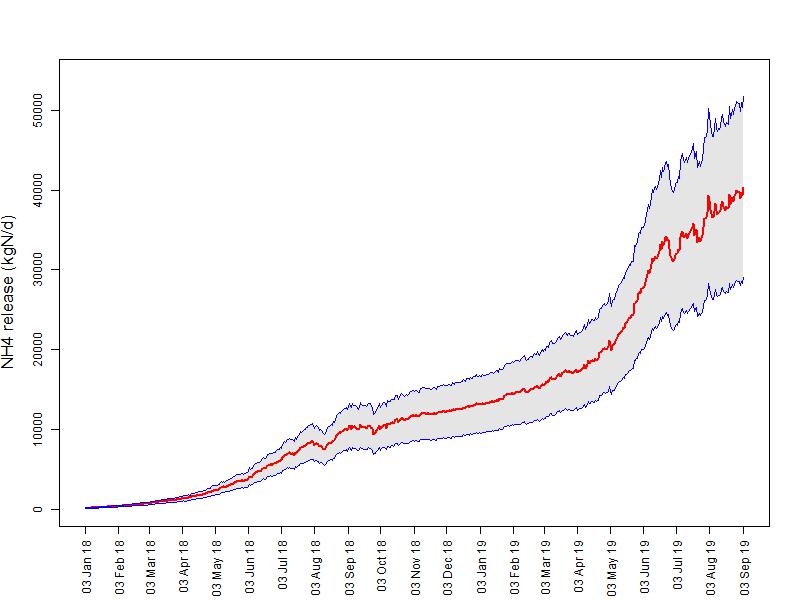 NH4 release (kgN/d)
50000
40000
30000
20000
10000
0
03 Jan 18
03 Feb 18
03 Mar 18
03 Apr 18
03 May 18
03 Jun 18
03 Jul 18
03 Aug 18
03 Sep 18
03 Oct 18
03 Nov 18
03 Dec 18
03 Jan 19
03 Feb 19
03 Mar 19
03 Apr 19
03 May 19
03 Jun 19
03 Jul 19
03 Aug 19
03 Sep 19